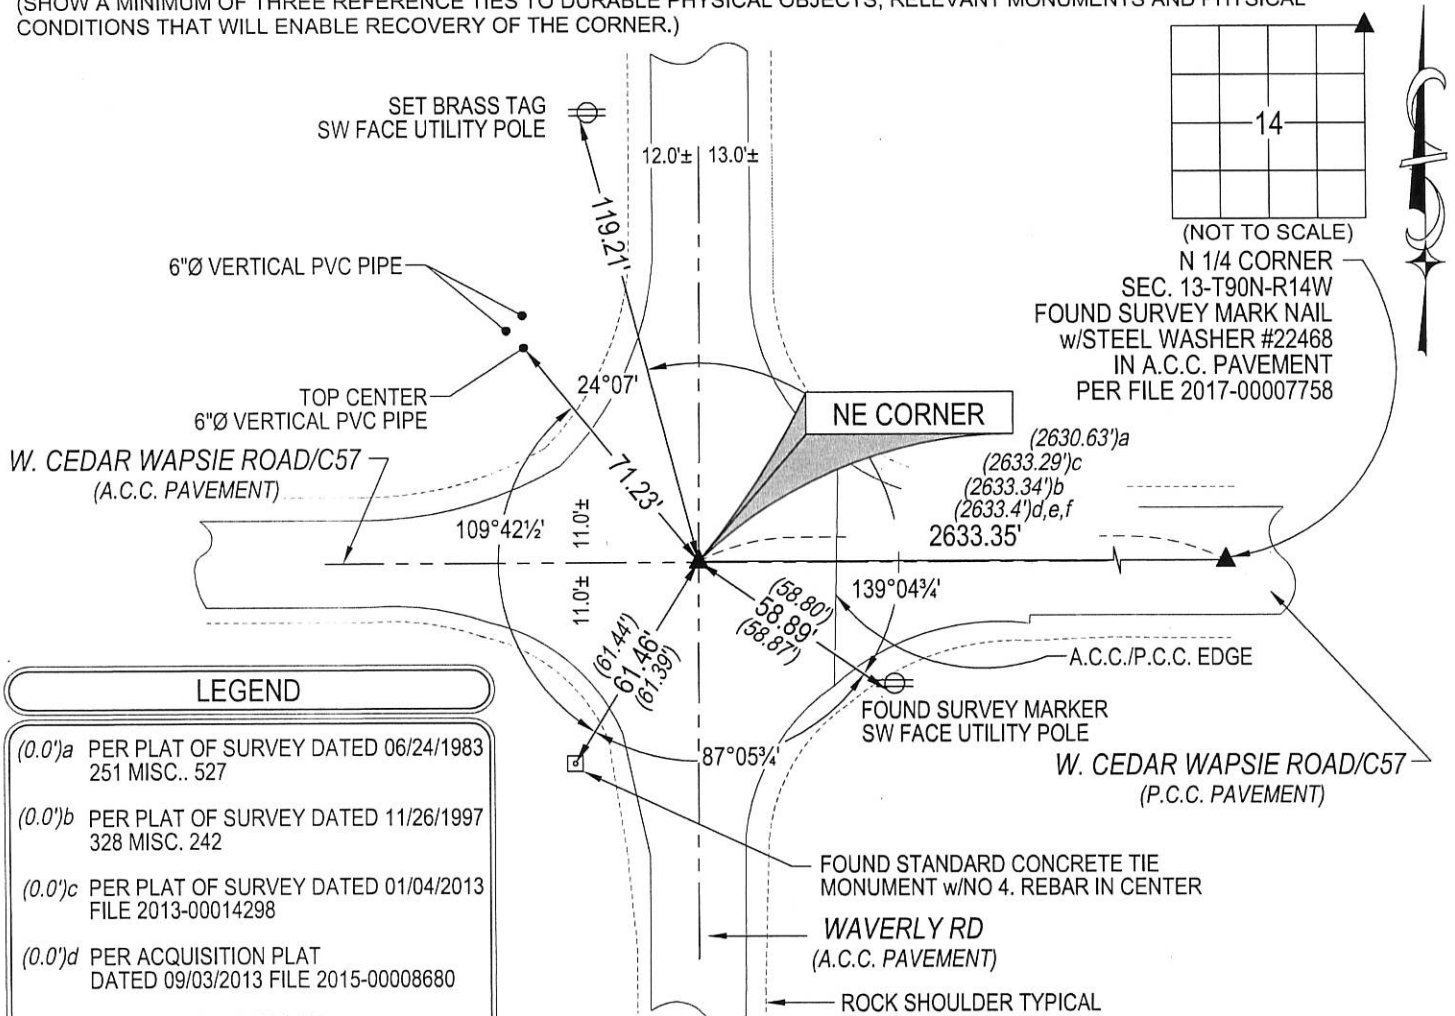 (SHOW A MINIMUM OF THREE REFERENCE TIES TO DURABLE PHYSICAL OBJECTS, RELEVANT MONUMENTS AND PHYSICAL
CONDITIONS THAT WILL ENABLE RECOVERY OF THE CORNER.)
SET BRASS TAG
SW FACE UTILITY POLE
12.0'± 13.0'±
14
(NOT TO SCALE)
119.21'
6"Ø VERTICAL PVC PIPE
N 1/4 CORNER
SEC. 13-T90N-R14W
FOUND SURVEY MARK NAIL
w/STEEL WASHER #22468
IN A.C.C. PAVEMENT
PER FILE 2017-00007758
24°07'
TOP CENTER
6"Ø VERTICAL PVC PIPE
NE CORNER
W. CEDAR WAPSIE ROAD/C57
(A.C.C. PAVEMENT)
71.23'
(2630.63')a
(2633.29')c
(2633.34')b
(2633.4')d,e,f
2633.35'
109°42½'
11.0'±
11.0'±
139°04¾'
(58.80')
58.89'
(58.87')
(61.44')
61.46'
(61.39')
A.C.C./P.C.C. EDGE
FOUND SURVEY MARKER
SW FACE UTILITY POLE
87°05¾'
W. CEDAR WAPSIE ROAD/C57
(P.C.C. PAVEMENT)
LEGEND
(0.0')a PER PLAT OF SURVEY DATED 06/24/1983
251 MISC.. 527
(0.0')b PER PLAT OF SURVEY DATED 11/26/1997
328 MISC. 242
(0.0')c PER PLAT OF SURVEY DATED 01/04/2013
FILE 2013-00014298
(0.0')d PER ACQUISITION PLAT
DATED 09/03/2013 FILE 2015-00008680
FOUND STANDARD CONCRETE TIE
MONUMENT w/NO 4. REBAR IN CENTER
WAVERLY RD
(A.C.C. PAVEMENT)
ROCK SHOULDER TYPICAL